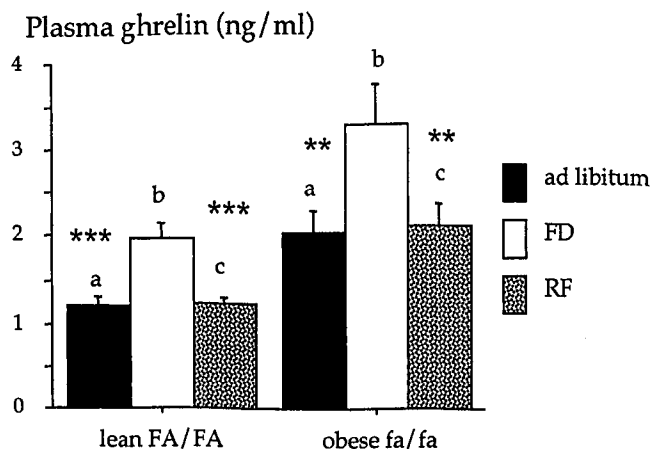 Plasma ghrelin (ng/ml)
4
3
2
1
0
*** a
b
*** c
** a
b
** c
lean FA/FA
obese fa/fa
ad libitum
FD
RF